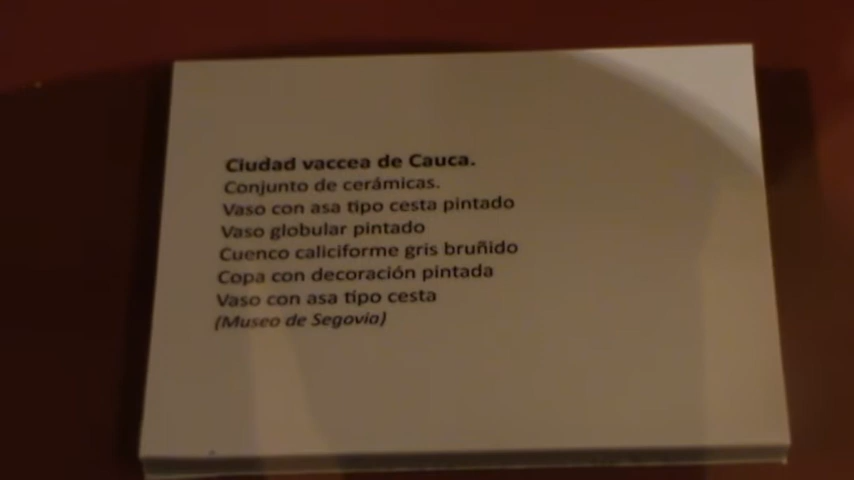 Ciudad vaccea de Cauca.
Conjunto de cerámicas.
Vaso con asa tipo cesta pintado
Vaso globular pintado
Cuenco caliciforme gris bruñido
Copa con decoración pintada
Vaso con asa tipo cesta
(Museo de Segovia)